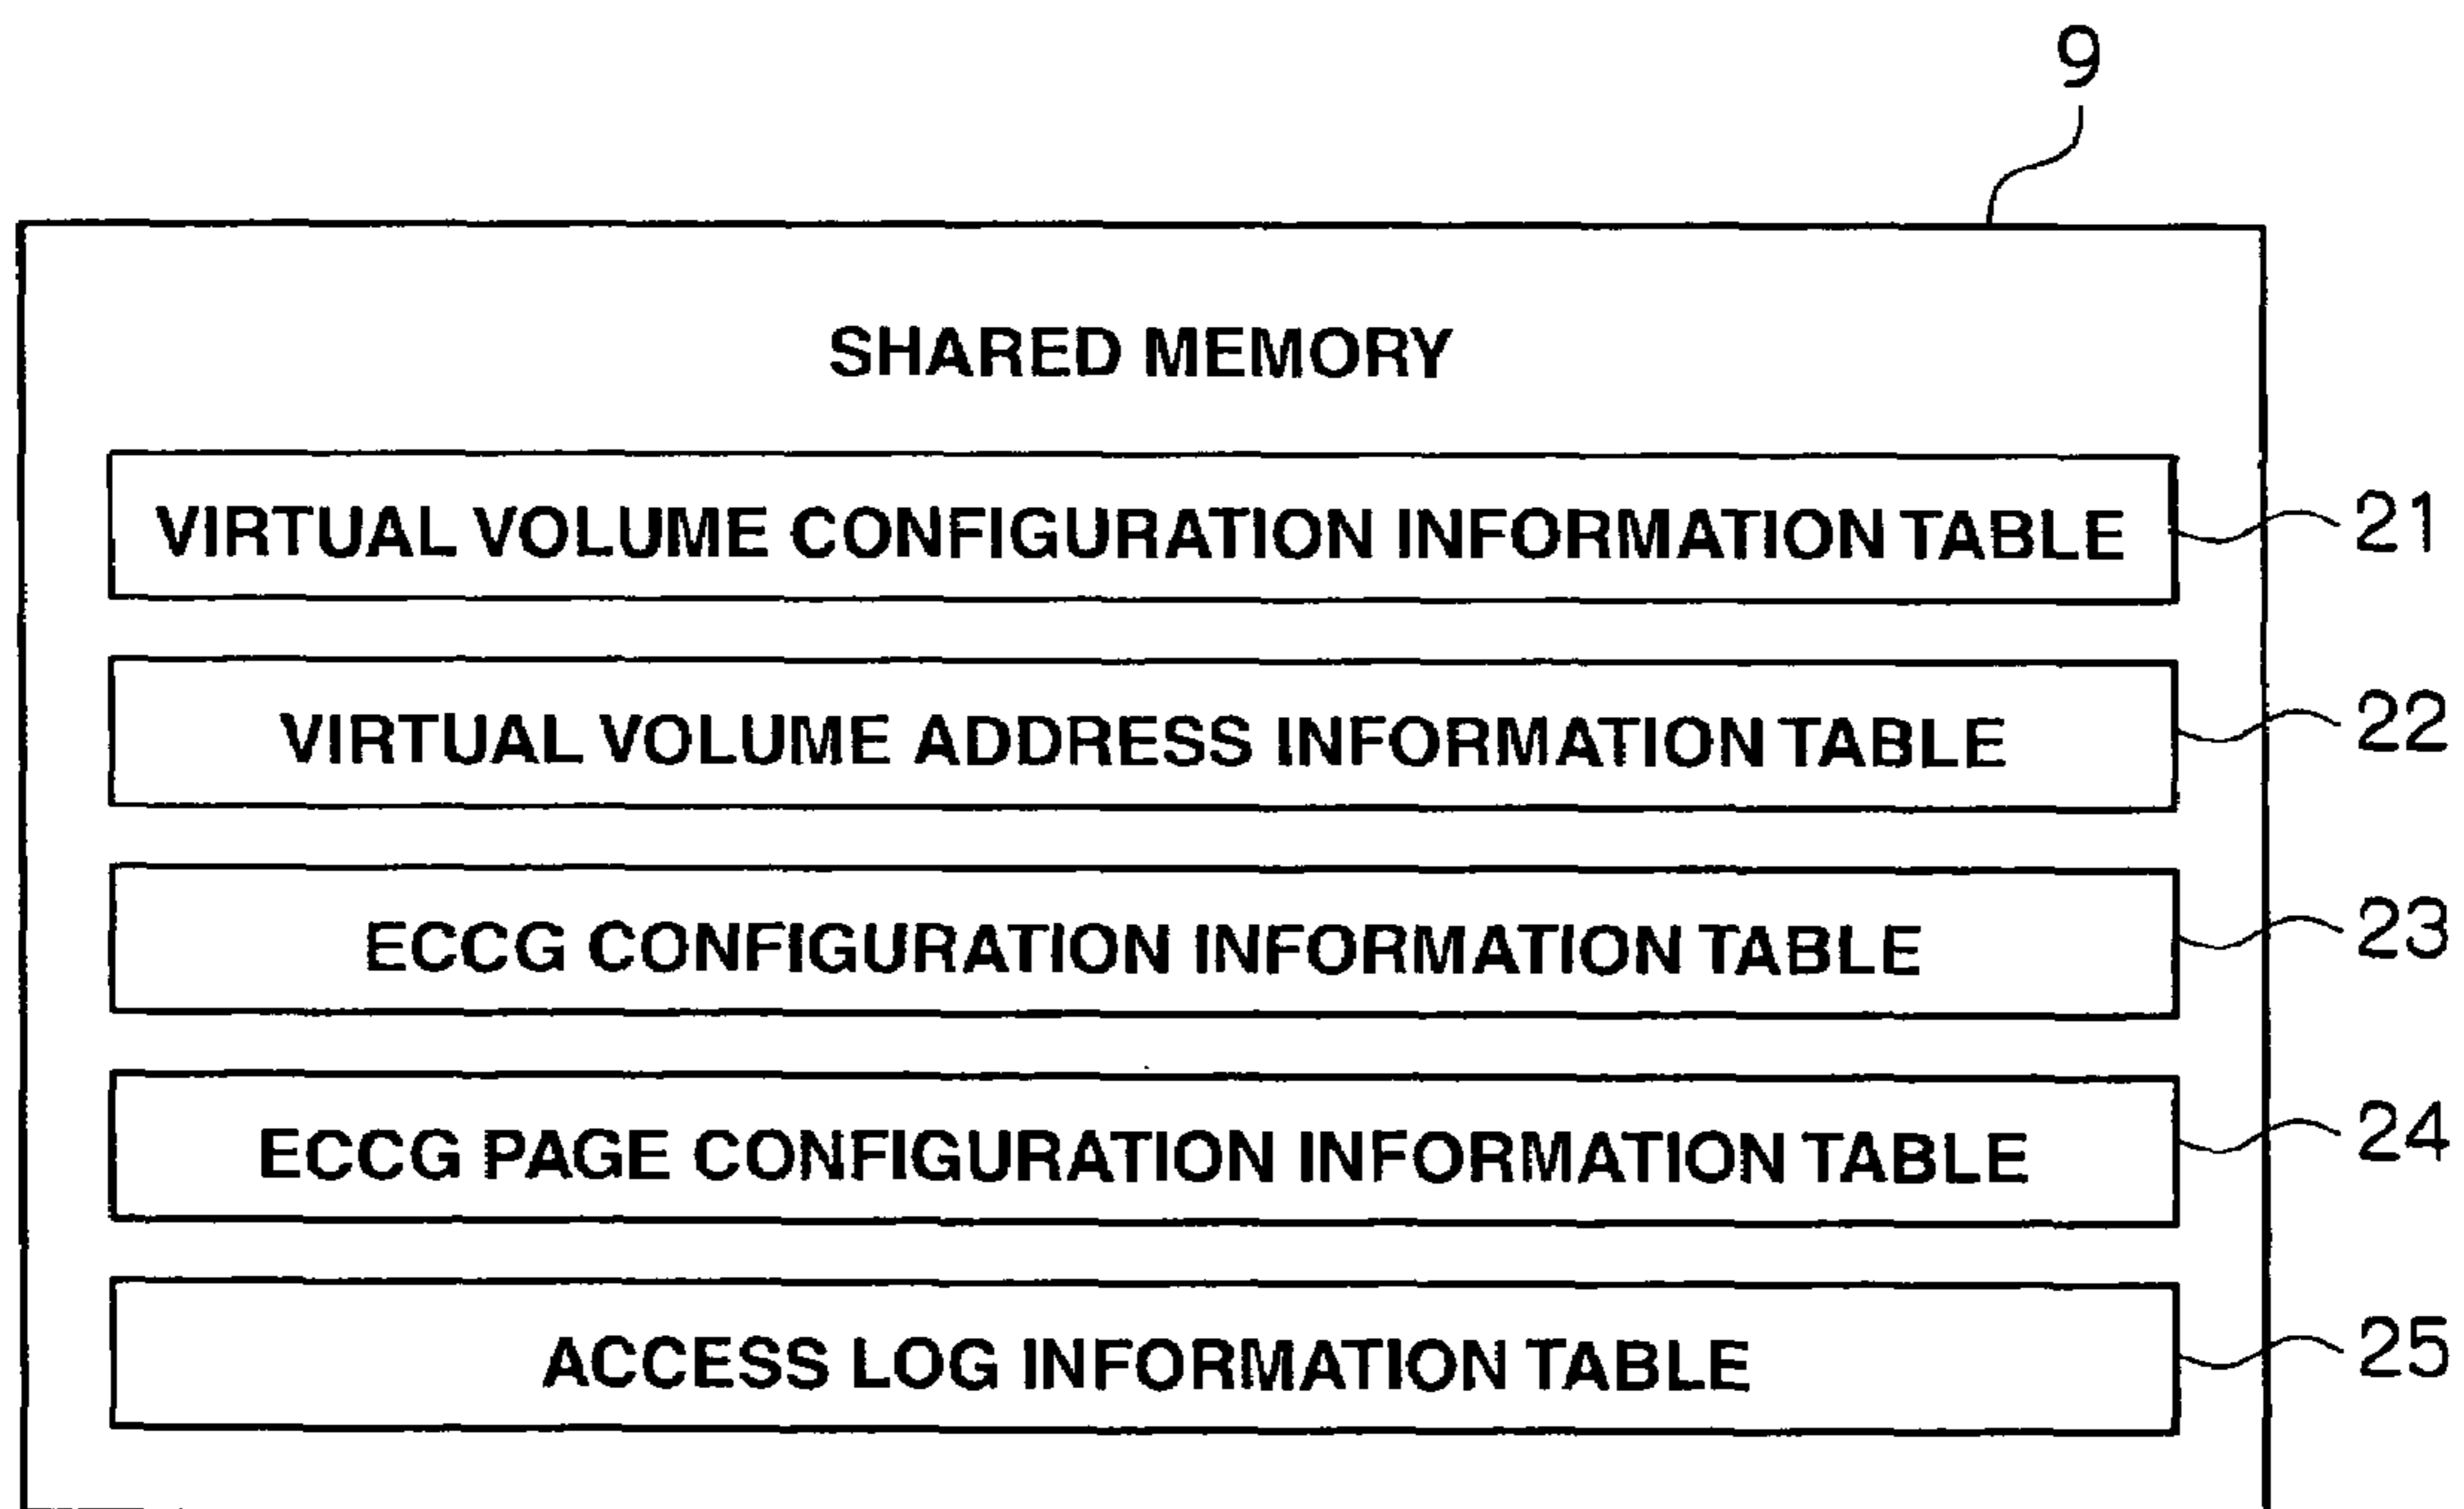 9
SHARED MEMORY
VIRTUAL VOLUME CONFIGURATION INFORMATION TABLE 21
VIRTUAL VOLUME ADDRESS INFORMATION TABLE 22
ECCG CONFIGURATION INFORMATION TABLE 23
ECCG PAGE CONFIGURATION INFORMATION TABLE 24
ACCESS LOG INFORMATION TABLE 25